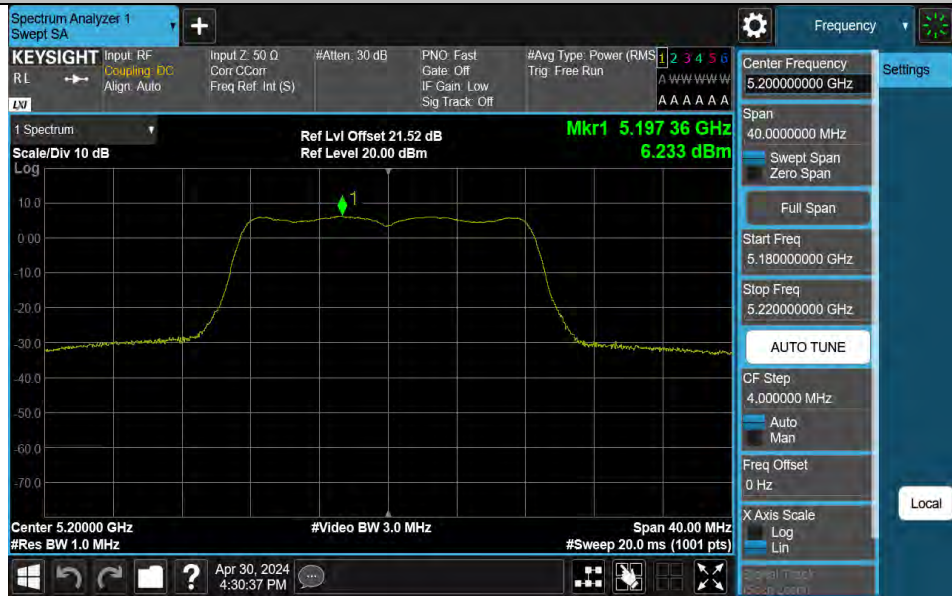 Spectrum Analyzer 1
Swept SA
+
Frequency
KEYSIGHT
RL
LXI
Input: RF
Coupling: DC
Align: Auto
Input Z: 50 Ω
Corr CCorr
Freq Ref: Int (S)
#Atten: 30 dB
PNO: Fast
Gate: Off
IF Gain: Low
Sig Track: Off
#Avg Type: Power (RMS
Trig: Free Run
1 2 3 4 5 6
A W W W W W
A A A A A A
1 Spectrum
Scale/Div 10 dB
Log
Ref Lvl Offset 21.52 dB
Ref Level 20.00 dBm
Mkr1 5.197 36 GHz
6.233 dBm
1
10.0
0.00
-10.0
-20.0
-30.0
-40.0
-50.0
-60.0
-70.0
Center 5.20000 GHz
#Res BW 1.0 MHz
#Video BW 3.0 MHz
Span 40.00 MHz
#Sweep 20.0 ms (1001 pts)
?
Apr 30, 2024
4:30:37 PM
Center Frequency
5.200000000 GHz
Span
40.0000000 MHz
Swept Span
Zero Span
Full Span
Start Freq
5.180000000 GHz
Stop Freq
5.220000000 GHz
AUTO TUNE
CF Step
4.000000 MHz
Auto
Man
Freq Offset
0 Hz
X Axis Scale
Log
Lin
Signal Track
(Span Zoom)
Settings
Local